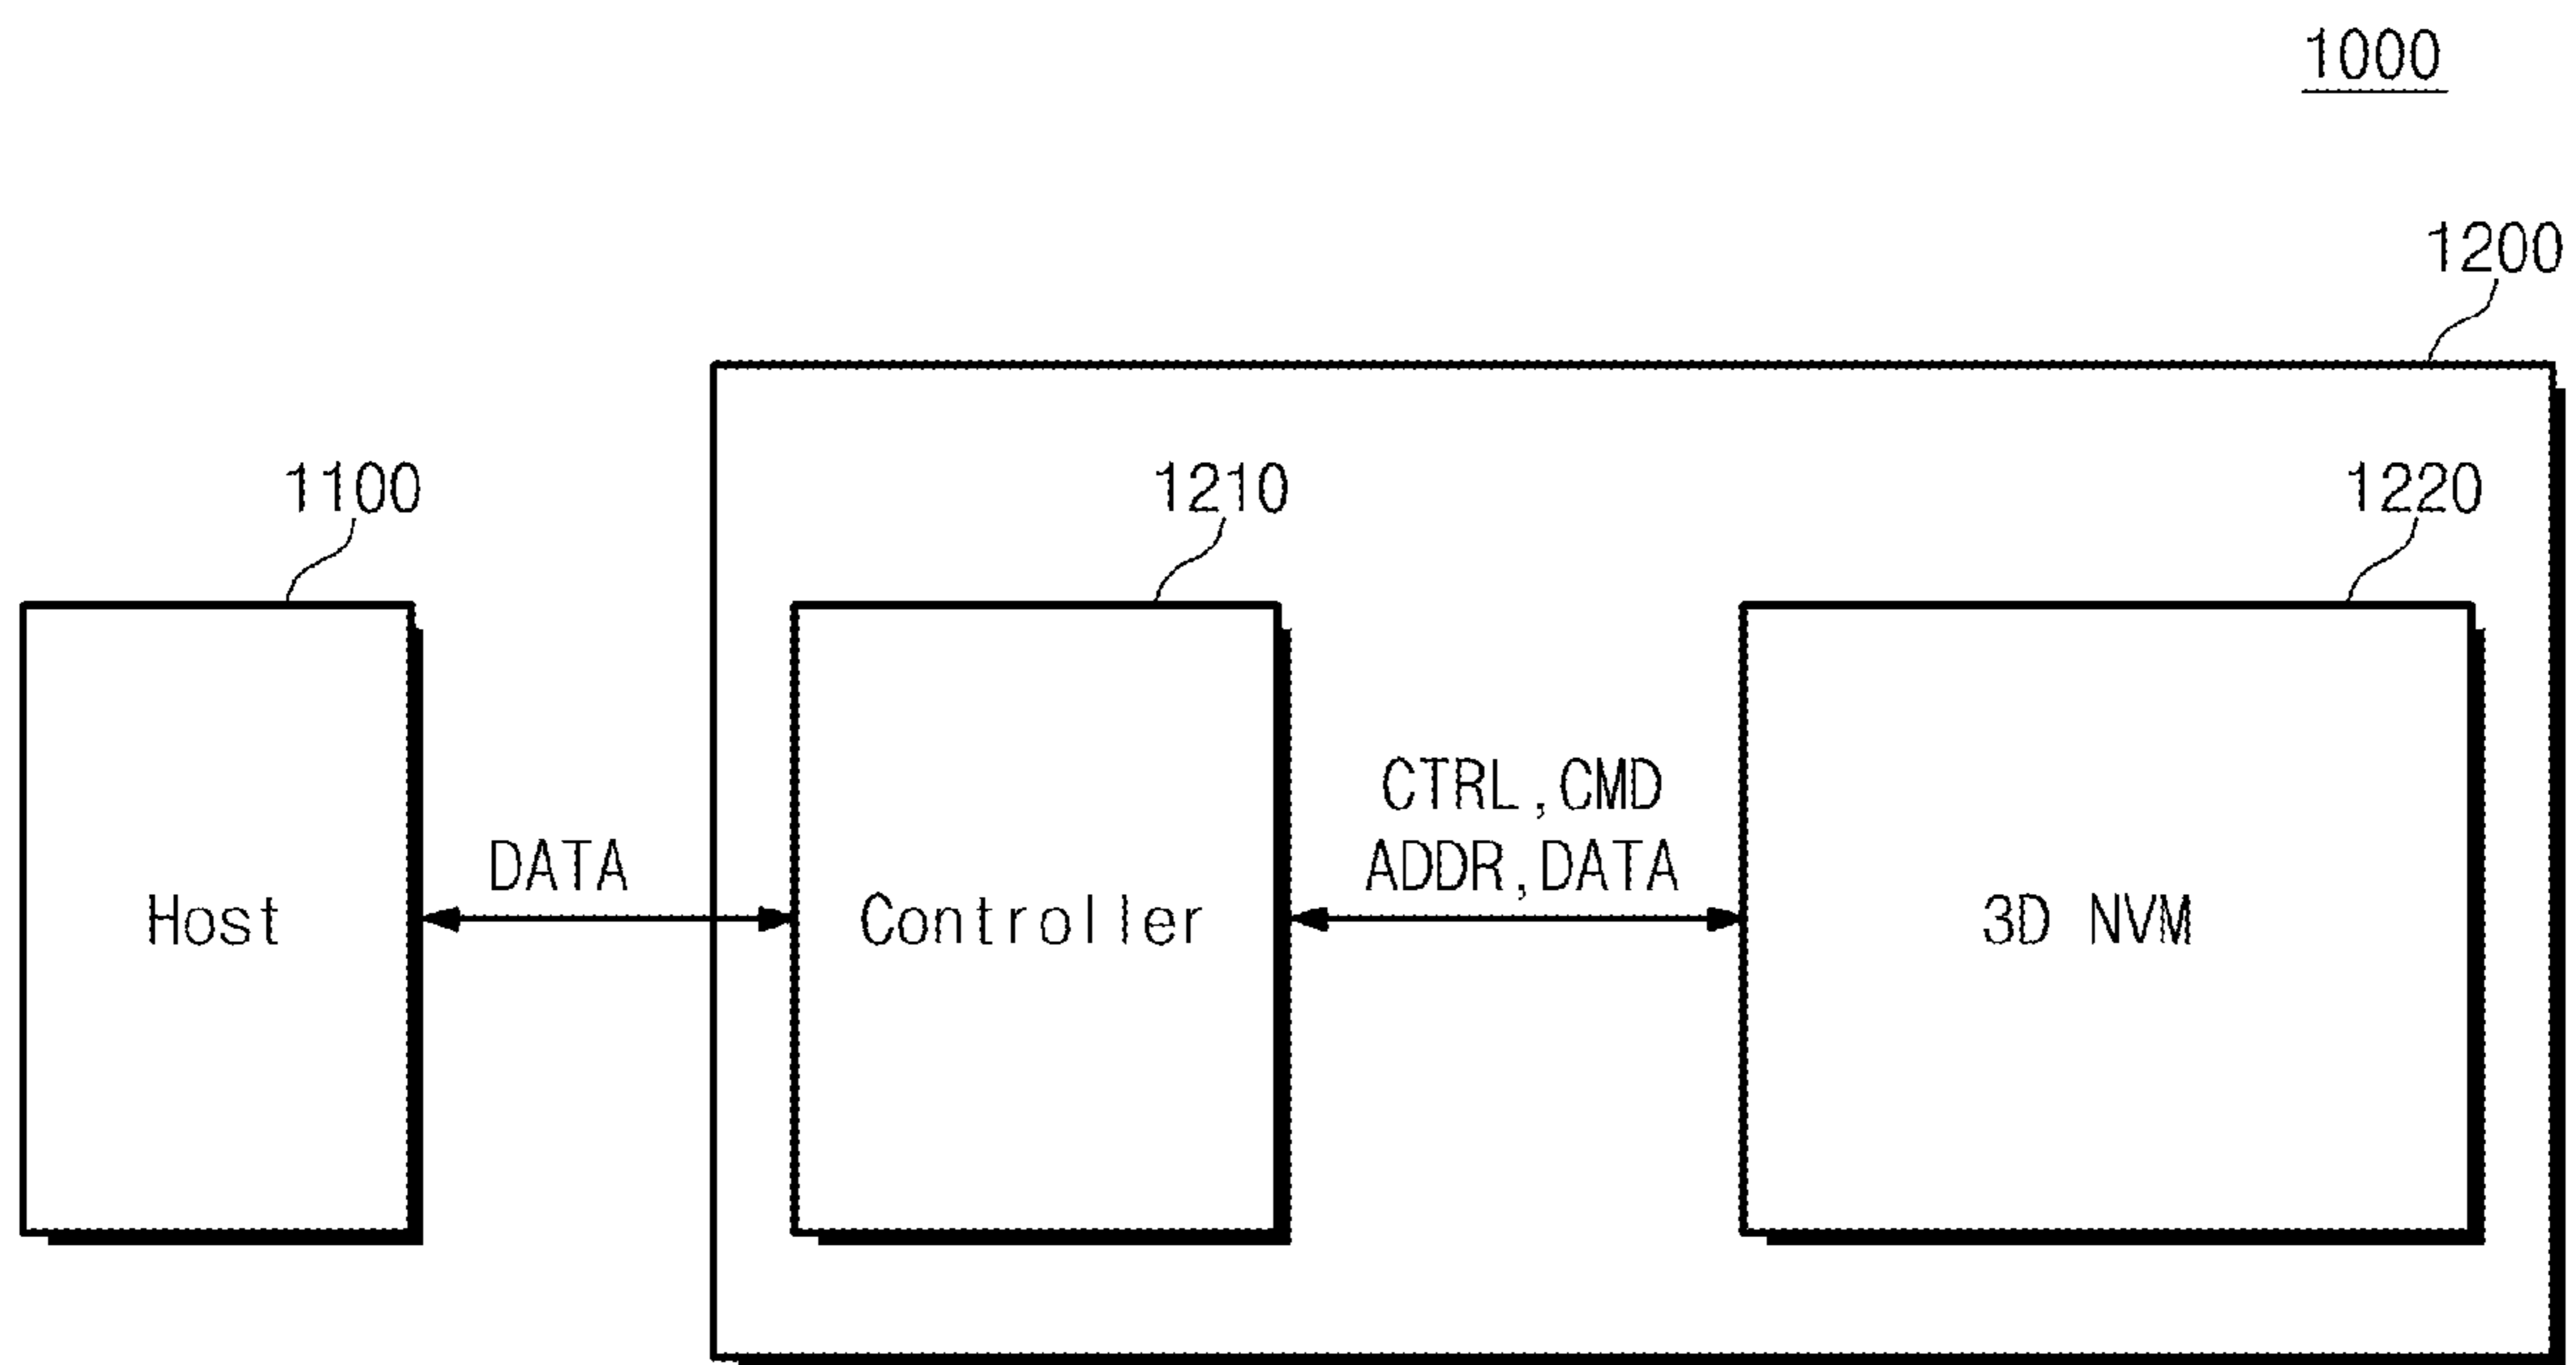 1000
1200
1100
1210
1220
CTRL,CMD
DATA
ADDR,DATA
Host
Controller
3D NVM